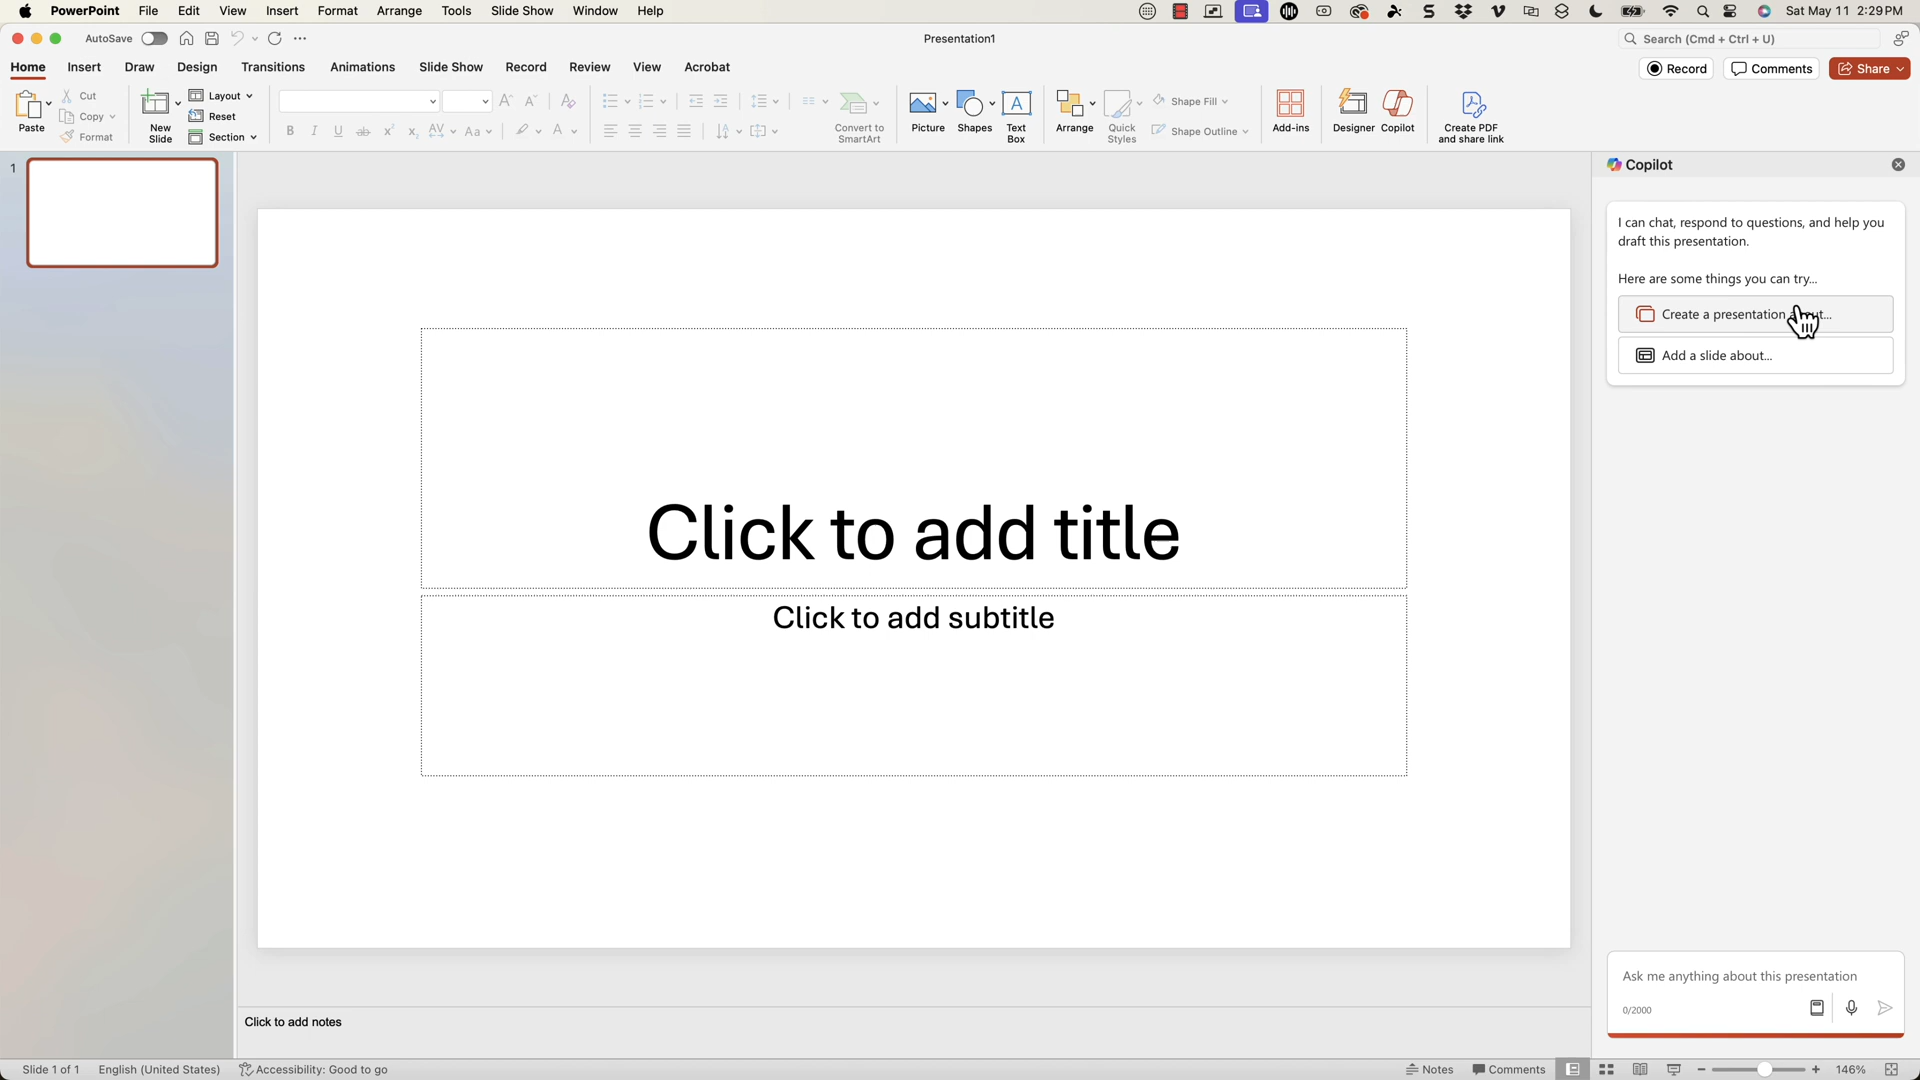 PowerPoint File Edit View Insert Format Arrange Tools Slide Show Window Help Sat May 11 2:29 PM
AutoSave Presentation1 Search (Cmd + Ctrl + U)
Home Insert Draw Design Transitions Animations Slide Show Record Review View Acrobat Record Comments Share
Paste
Cut
Copy
Format
New
Slide
Layout
Reset
Section
Convert to
SmartArt
Picture
Shapes
Text
Box
Arrange
Quick
Styles
Shape Fill
Shape Outline
Add-ins
Designer
Copilot
Create PDF
and share link
1
Click to add title
Click to add subtitle
Click to add notes
Copilot
I can chat, respond to questions, and help you
draft this presentation.
Here are some things you can try...
Create a presentation
Add a slide about...
Ask me anything about this presentation
0/2000
Slide 1 of 1 English (United States) Accessibility: Good to go Notes Comments 146%